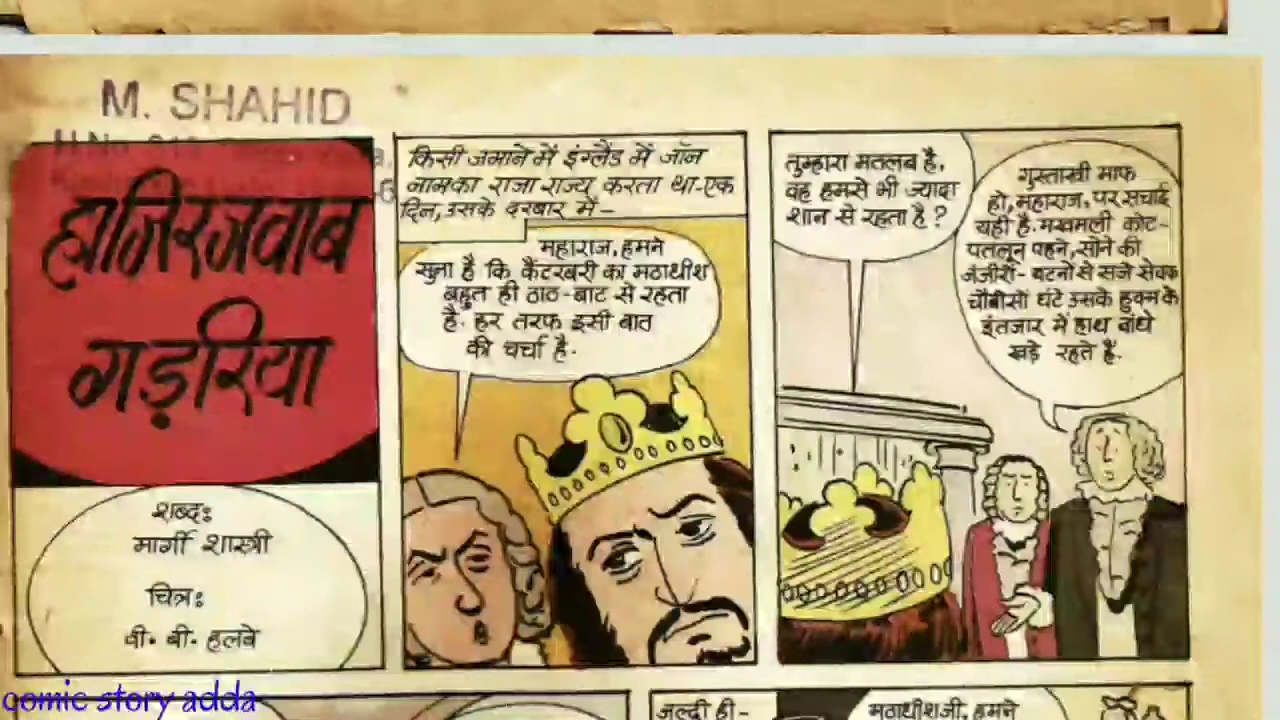 M. SHAHID
हाजिरजवाब
गड़रिया
शब्द:
मार्गी शास्त्री
चित्र:
वी. बी. हलबे
किसी जमाने में इंग्लैंड में जॉन
नामका राजा राज्य करता था-एक
दिन, उसके दरबार में-
महाराज, हमने
सुना है कि कैंटरबरी का मठाधीश
बहुत ही ठाठ-बाट से रहता
है. हर तरफ इसी बात
की चर्चा है.
तुम्हारा मतलब है,
वह हमसे भी ज्यादा
शान से रहता है?
गुस्ताखी माफ
हो, महाराज, पर सचाई
यही है. मखमली कोट-
पतलून पहने, सोने की
जंजीरों-बटनों से सजे सेवक
चौबीसों घंटे उसके हुक्म के
इंतजार में हाथ बांधे
खड़े रहते हैं.
जल्दी ही-
मठाधीशजी, हमने
comic story adda